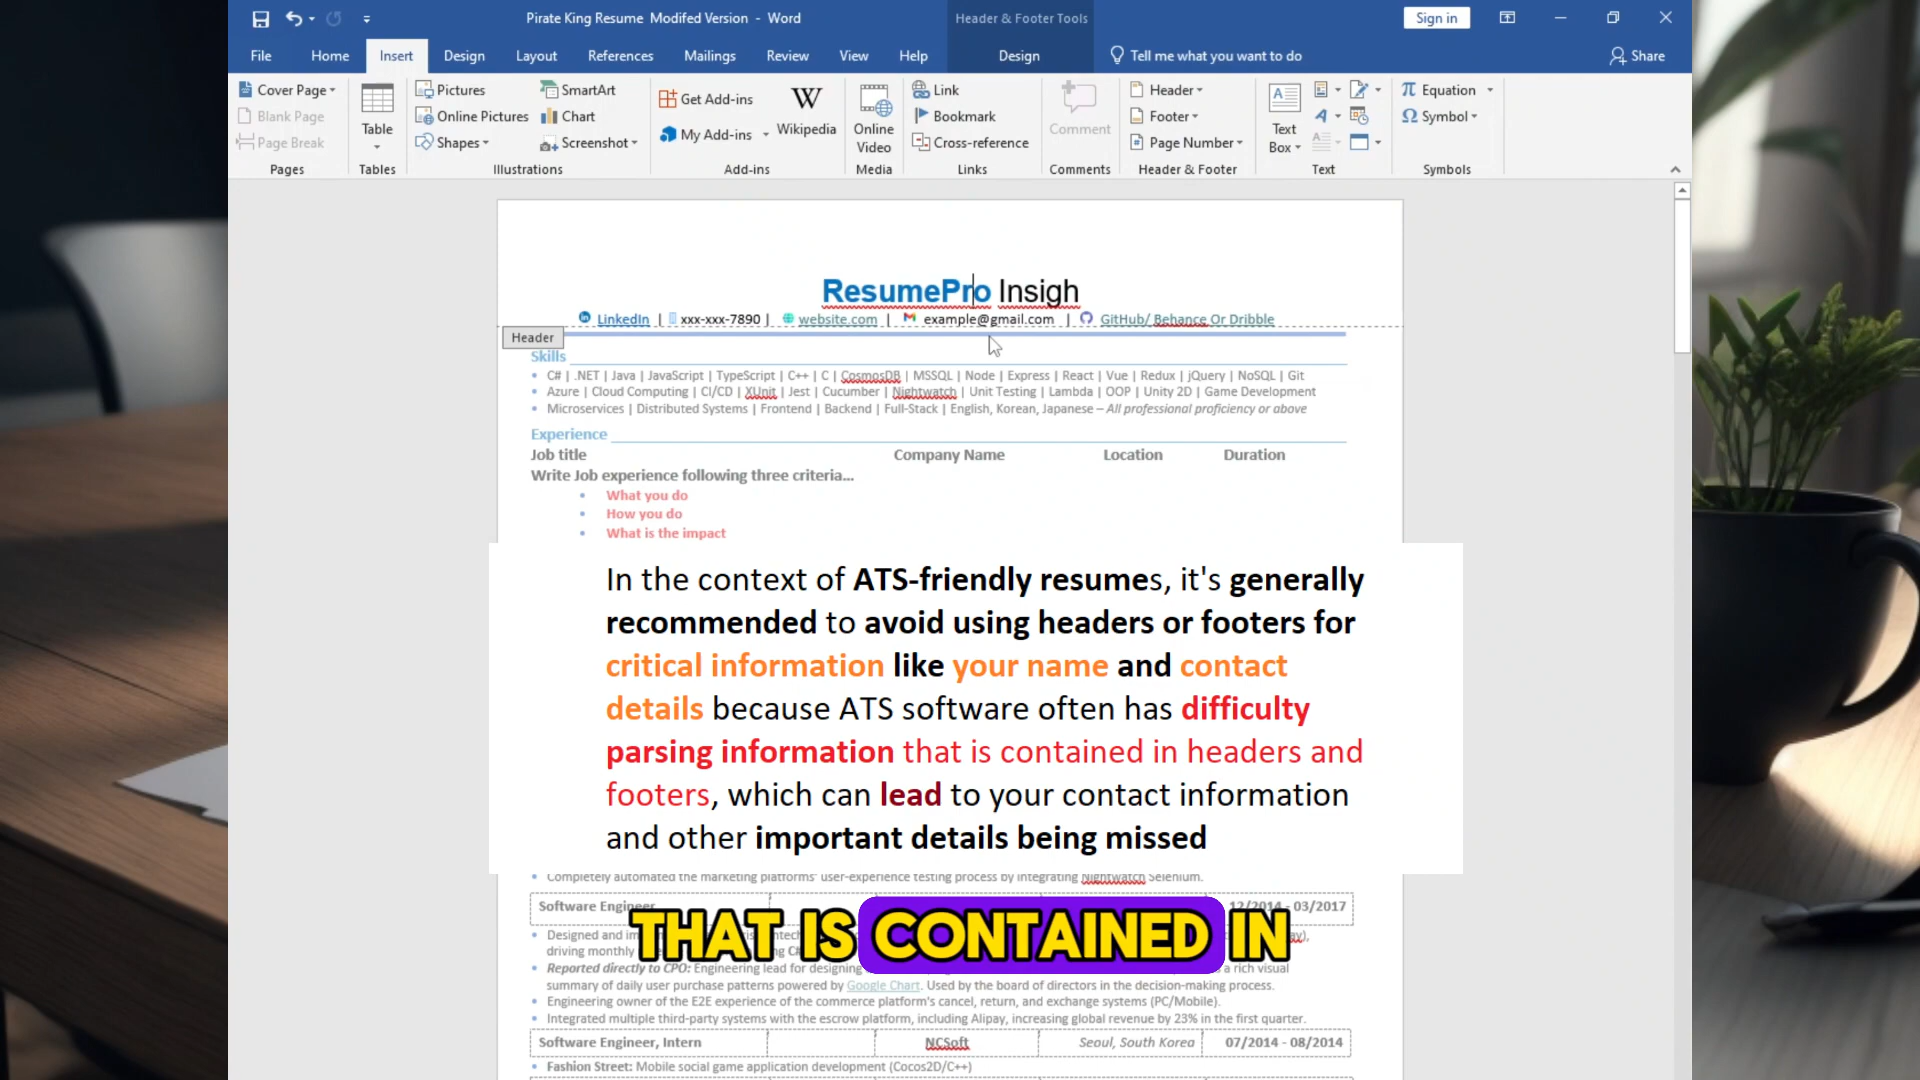 Pirate King Resume Modifed Version - Word
Header & Footer Tools
Sign in
File Home Insert Design Layout References Mailings Review View Help Design Tell me what you want to do Share
Cover Page
Blank Page
Page Break
Pages
Table
Tables
Pictures
Online Pictures
Shapes
SmartArt
Chart
Screenshot
Illustrations
Get Add-ins
My Add-ins
W
Wikipedia
Add-ins
Online
Video
Media
Link
Bookmark
Cross-reference
Links
Comment
Comments
Header
Footer
Page Number
Header & Footer
Text
Box
Text
Equation
Symbol
Symbols
ResumePro Insigh
LinkedIn | xxx-xxx-7890 | website.com | example@gmail.com | GitHub/ Behance Or Dribble
Header
Skills
• C# | .NET | Java | JavaScript | TypeScript | C++ | C | CosmosDB | MSSQL | Node | Express | React | Vue | Redux | jQuery | NoSQL | Git
• Azure | Cloud Computing | CI/CD | XUnit | Jest | Cucumber | Nightwatch | Unit Testing | Lambda | OOP | Unity 2D | Game Development
• Microservices | Distributed Systems | Frontend | Backend | Full-Stack | English, Korean, Japanese – All professional proficiency or above
Experience
Job title Company Name Location Duration
Write Job experience following three criteria...
• What you do
• How you do
• What is the impact
In the context of ATS-friendly resumes, it's generally
recommended to avoid using headers or footers for
critical information like your name and contact
details because ATS software often has difficulty
parsing information that is contained in headers and
footers, which can lead to your contact information
and other important details being missed
• Completely automated the marketing platforms' user-experience testing process by integrating Nightwatch Selenium.
Software Engineer 12/2014 - 03/2017
THAT IS CONTAINED IN
• Designed and
driving monthly
• Reported directly to CPO: Engineering lead for designing a rich visual
summary of daily user purchase patterns powered by Google Chart. Used by the board of directors in the decision-making process.
• Engineering owner of the E2E experience of the commerce platform's cancel, return, and exchange systems (PC/Mobile).
• Integrated multiple third-party systems with the escrow platform, including Alipay, increasing global revenue by 23% in the first quarter.
Software Engineer, Intern NCSoft Seoul, South Korea 07/2014 - 08/2014
• Fashion Street: Mobile social game application development (Cocos2D/C++)